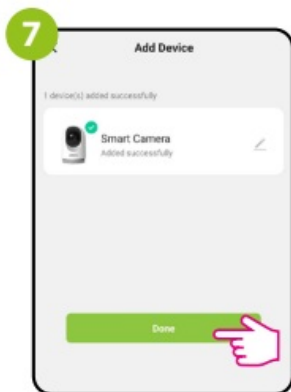 7
Add Device
1 device(s) added successfully
Smart Camera
Added successfully
Done